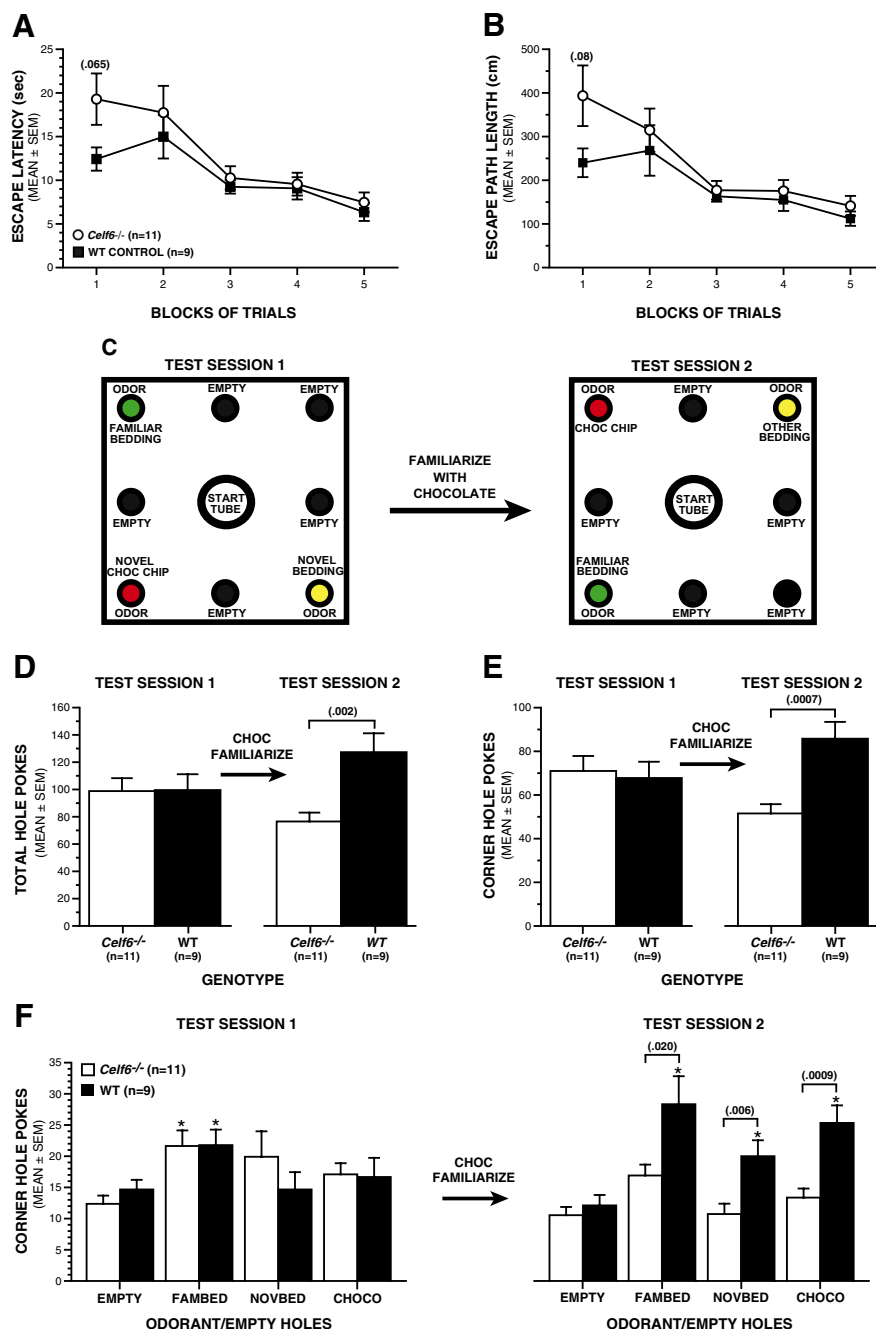 A
B
25
20
15
10
5
0
ESCAPE LATENCY (sec)
(MEAN ± SEM)
(.065)
Celf6-/- (n=11)
WT CONTROL (n=9)
1 2 3 4 5
BLOCKS OF TRIALS
500
400
300
200
100
0
ESCAPE PATH LENGTH (cm)
(MEAN ± SEM)
(.08)
1 2 3 4 5
BLOCKS OF TRIALS
C
TEST SESSION 1
ODOR EMPTY EMPTY
FAMILIAR
BEDDING
START
TUBE
EMPTY EMPTY
NOVEL
CHOC CHIP
NOVEL
BEDDING
ODOR EMPTY ODOR
FAMILIARIZE
WITH
CHOCOLATE
TEST SESSION 2
ODOR EMPTY ODOR
CHOC CHIP
OTHER
BEDDING
START
TUBE
EMPTY EMPTY
FAMILIAR
BEDDING
ODOR EMPTY EMPTY
D
TEST SESSION 1
TEST SESSION 2
160
140
120
100
80
60
40
20
0
TOTAL HOLE POKES
(MEAN ± SEM)
CHOC
FAMILIARIZE
(.002)
Celf6-/- WT Celf6-/- WT
(n=11) (n=9) (n=11) (n=9)
GENOTYPE
E
TEST SESSION 1
TEST SESSION 2
100
80
60
40
20
0
CORNER HOLE POKES
(MEAN ± SEM)
CHOC
FAMILIARIZE
(.0007)
Celf6-/- WT Celf6-/- WT
(n=11) (n=9) (n=11) (n=9)
GENOTYPE
F
TEST SESSION 1
TEST SESSION 2
35
30
25
20
15
10
5
0
CORNER HOLE POKES
(MEAN ± SEM)
Celf6-/- (n=11)
WT (n=9)
* *
EMPTY FAMBED NOVBED CHOCO
ODORANT/EMPTY HOLES
CHOC
FAMILIARIZE
(.020)
*
(.006)
*
(.0009)
*
EMPTY FAMBED NOVBED CHOCO
ODORANT/EMPTY HOLES